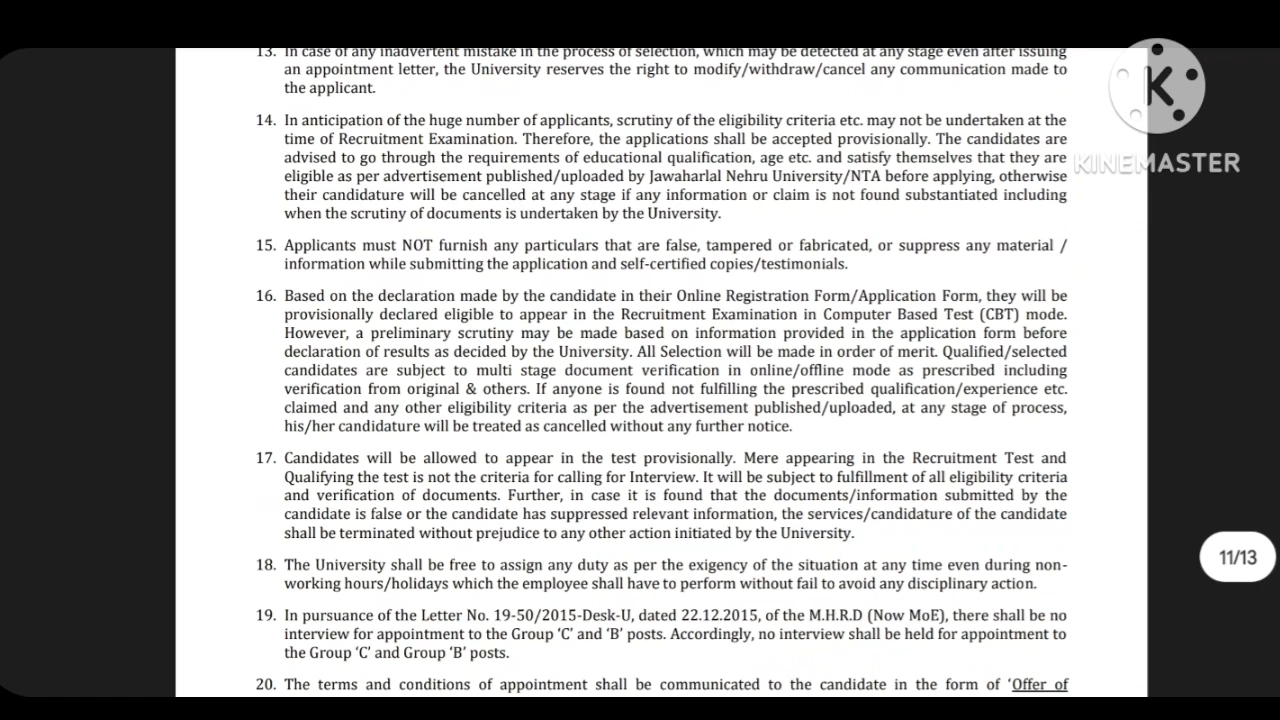 13. In case of any inadvertent mistake in the process of selection, which may be detected at any stage even after issuing
an appointment letter, the University reserves the right to modify/withdraw/cancel any communication made to
the applicant.
14. In anticipation of the huge number of applicants, scrutiny of the eligibility criteria etc. may not be undertaken at the
time of Recruitment Examination. Therefore, the applications shall be accepted provisionally. The candidates are
advised to go through the requirements of educational qualification, age etc. and satisfy themselves that they are
eligible as per advertisement published/uploaded by Jawaharlal Nehru University/NTA before applying, otherwise
their candidature will be cancelled at any stage if any information or claim is not found substantiated including
when the scrutiny of documents is undertaken by the University.
15. Applicants must NOT furnish any particulars that are false, tampered or fabricated, or suppress any material /
information while submitting the application and self-certified copies/testimonials.
16. Based on the declaration made by the candidate in their Online Registration Form/Application Form, they will be
provisionally declared eligible to appear in the Recruitment Examination in Computer Based Test (CBT) mode.
However, a preliminary scrutiny may be made based on information provided in the application form before
declaration of results as decided by the University. All Selection will be made in order of merit. Qualified/selected
candidates are subject to multi stage document verification in online/offline mode as prescribed including
verification from original & others. If anyone is found not fulfilling the prescribed qualification/experience etc.
claimed and any other eligibility criteria as per the advertisement published/uploaded, at any stage of process,
his/her candidature will be treated as cancelled without any further notice.
17. Candidates will be allowed to appear in the test provisionally. Mere appearing in the Recruitment Test and
Qualifying the test is not the criteria for calling for Interview. It will be subject to fulfillment of all eligibility criteria
and verification of documents. Further, in case it is found that the documents/information submitted by the
candidate is false or the candidate has suppressed relevant information, the services/candidature of the candidate
shall be terminated without prejudice to any other action initiated by the University.
18. The University shall be free to assign any duty as per the exigency of the situation at any time even during non-
working hours/holidays which the employee shall have to perform without fail to avoid any disciplinary action.
19. In pursuance of the Letter No. 19-50/2015-Desk-U, dated 22.12.2015, of the M.H.R.D (Now MoE), there shall be no
interview for appointment to the Group ‘C’ and ‘B’ posts. Accordingly, no interview shall be held for appointment to
the Group ‘C’ and Group ‘B’ posts.
20. The terms and conditions of appointment shall be communicated to the candidate in the form of ‘Offer of
K
KINEMASTER
11/13